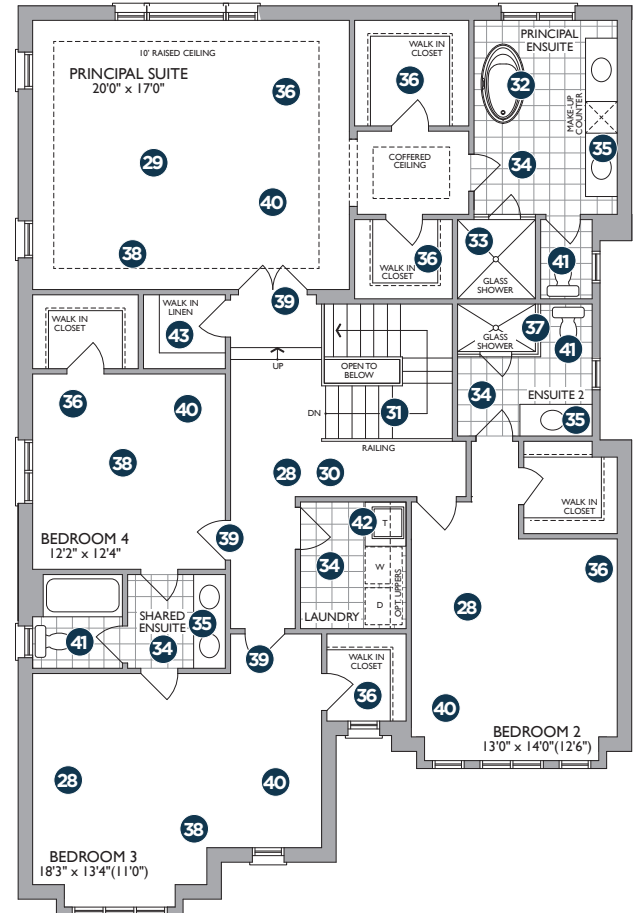 PRINCIPAL
ENSUITE
10' RAISED CEILING
PRINCIPAL SUITE
20'0" x 17'0"
WALK IN
CLOSET
36
36
32
MAKE-UP
COUNTER
35
29
COFFERED
CEILING
34
40
38
WALK IN
CLOSET
36
33
GLASS
SHOWER
41
39
WALK IN
LINEN
43
WALK IN
CLOSET
GLASS
SHOWER
37
41
UP
OPEN TO
BELOW
36
40
DN
31
34
ENSUITE 2
35
RAILING
38
28
30
WALK IN
CLOSET
42
T
39
BEDROOM 4
12'2" x 12'4"
34
W
OPT. UPPERS
D
LAUNDRY
36
28
SHARED
ENSUITE
35
34
41
39
WALK IN
CLOSET
36
40
BEDROOM 2
13'0" x 14'0"(12'6")
28
40
38
BEDROOM 3
18'3" x 13'4"(11'0")